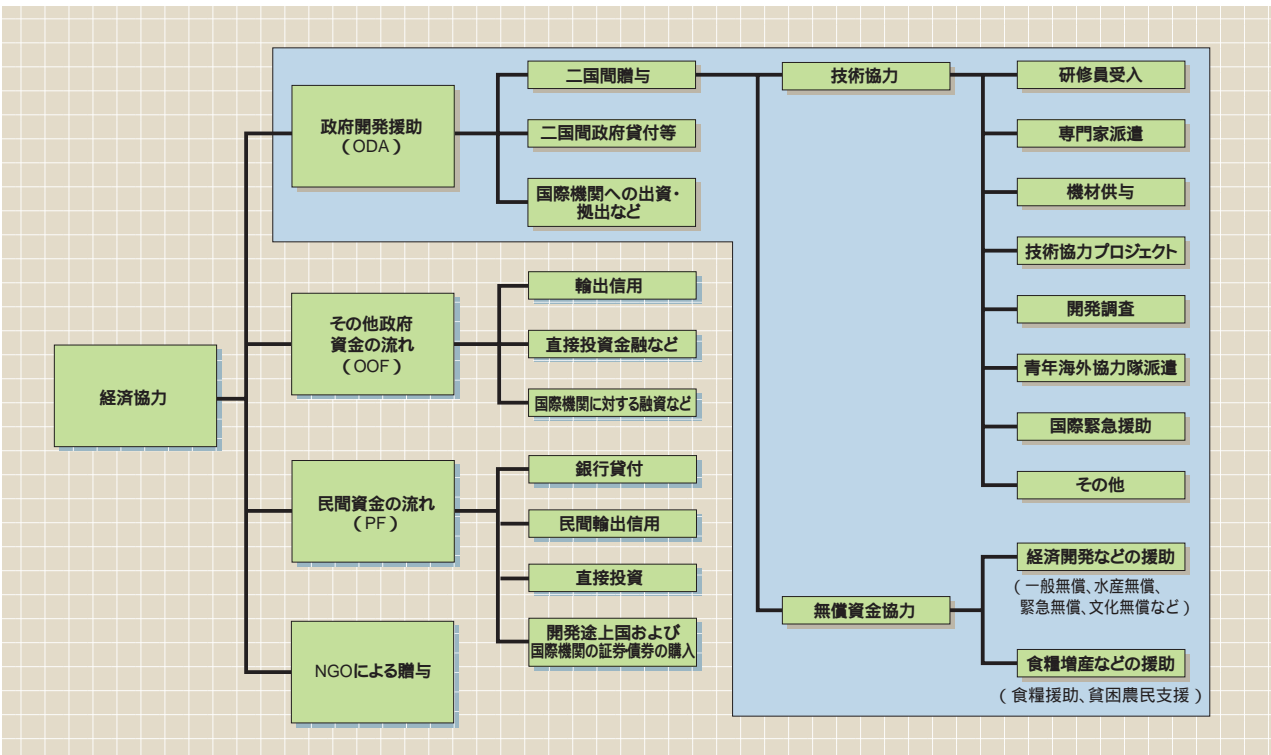 経済協力
政府開発援助
（ODA）
二国間贈与
二国間政府貸付等
国際機関への出資・
拠出など
技術協力
研修員受入
専門家派遣
機材供与
技術協力プロジェクト
開発調査
青年海外協力隊派遣
国際緊急援助
その他
無償資金協力
経済開発などの援助
（一般無償、水産無償、
緊急無償、文化無償など）
食糧増産などの援助
（食糧援助、貧困農民支援）
その他政府
資金の流れ
（OOF）
輸出信用
直接投資金融など
国際機関に対する融資など
民間資金の流れ
（PF）
銀行貸付
民間輸出信用
直接投資
開発途上国および
国際機関の証券債券の購入
NGOによる贈与